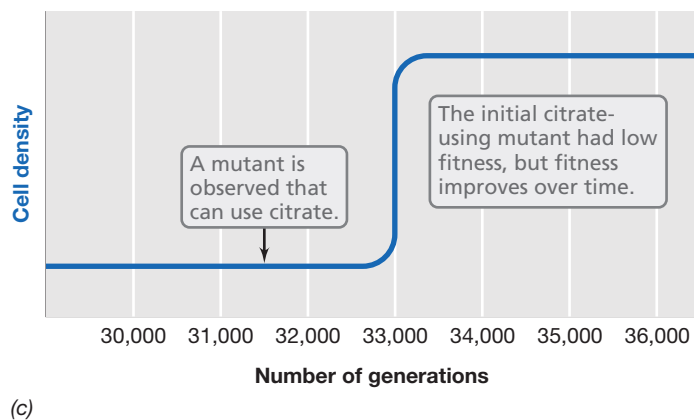 Cell density
A mutant is
observed that
can use citrate.
The initial citrate-
using mutant had low
fitness, but fitness
improves over time.
30,000 31,000 32,000 33,000 34,000 35,000 36,000
Number of generations
(c)